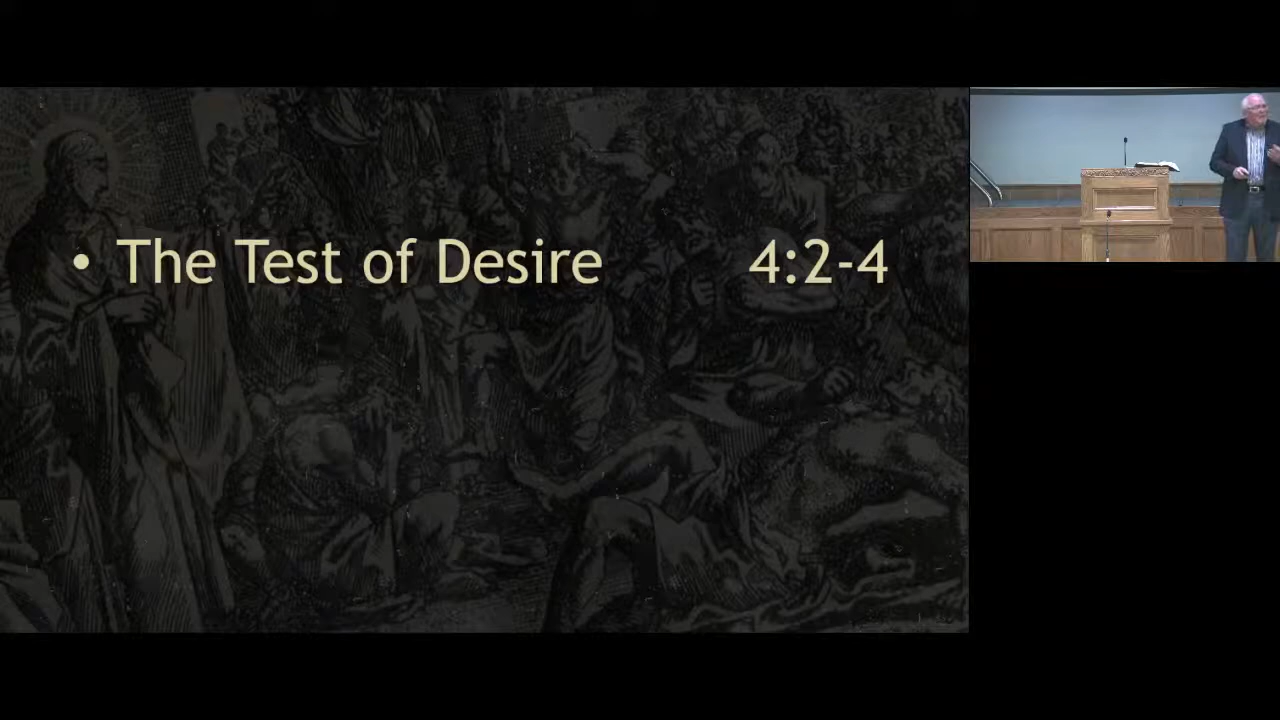 • The Test of Desire 4:2-4